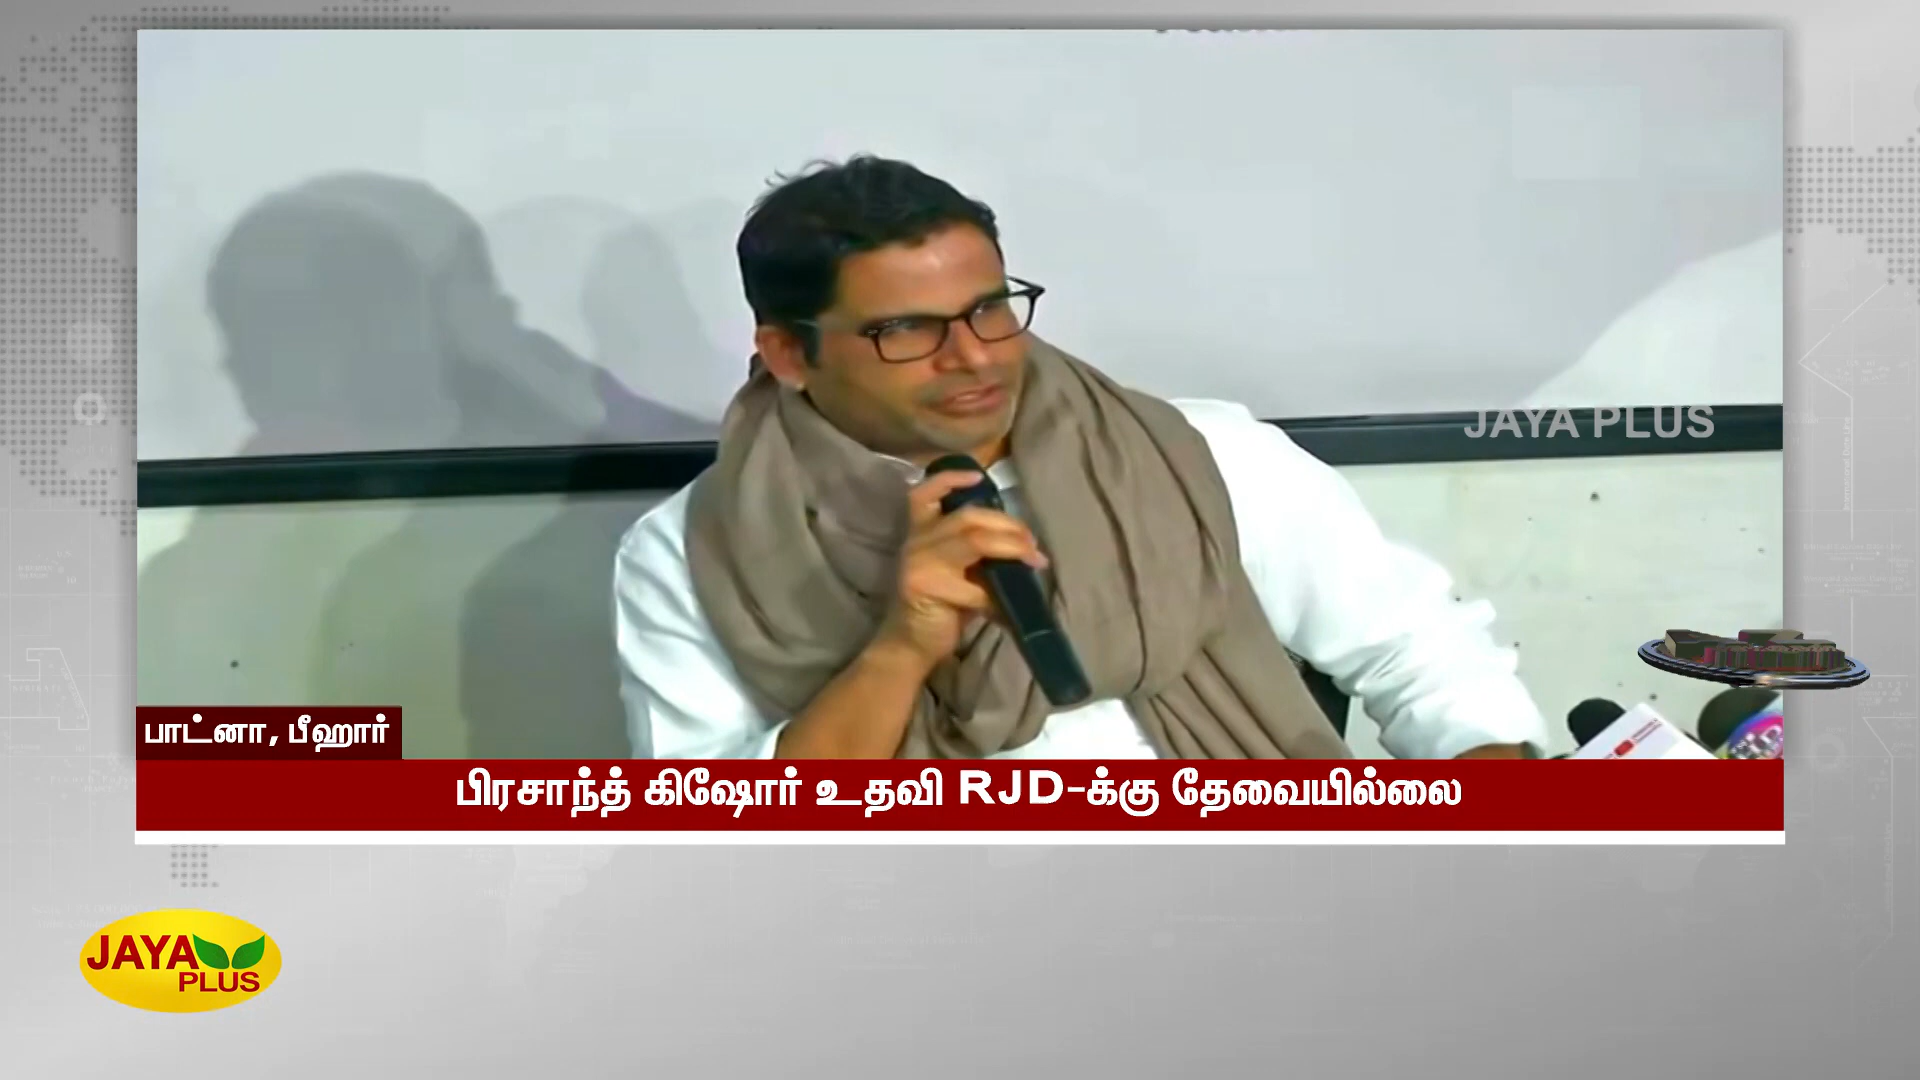 JAYA PLUS
பாட்னா, பீஹார்
பிரசாந்த் கிஷோர் உதவி RJD-க்கு தேவையில்லை
JAYA
PLUS